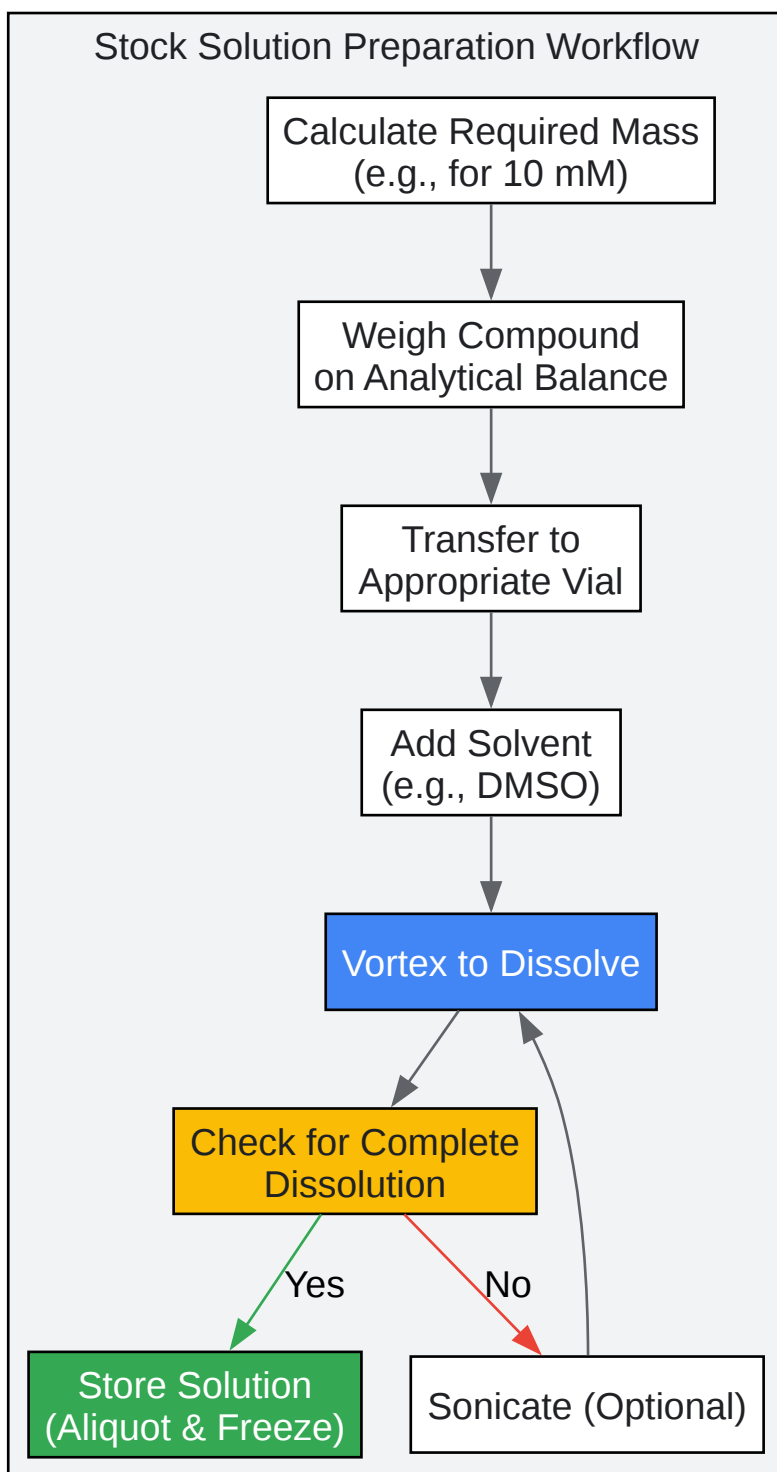 Stock Solution Preparation Workflow
Calculate Required Mass
(e.g., for 10 mM)
Weigh Compound
on Analytical Balance
Transfer to
Appropriate Vial
Add Solvent
(e.g., DMSO)
Vortex to Dissolve
Check for Complete
Dissolution
Yes
No
Store Solution
(Aliquot & Freeze)
Sonicate (Optional)